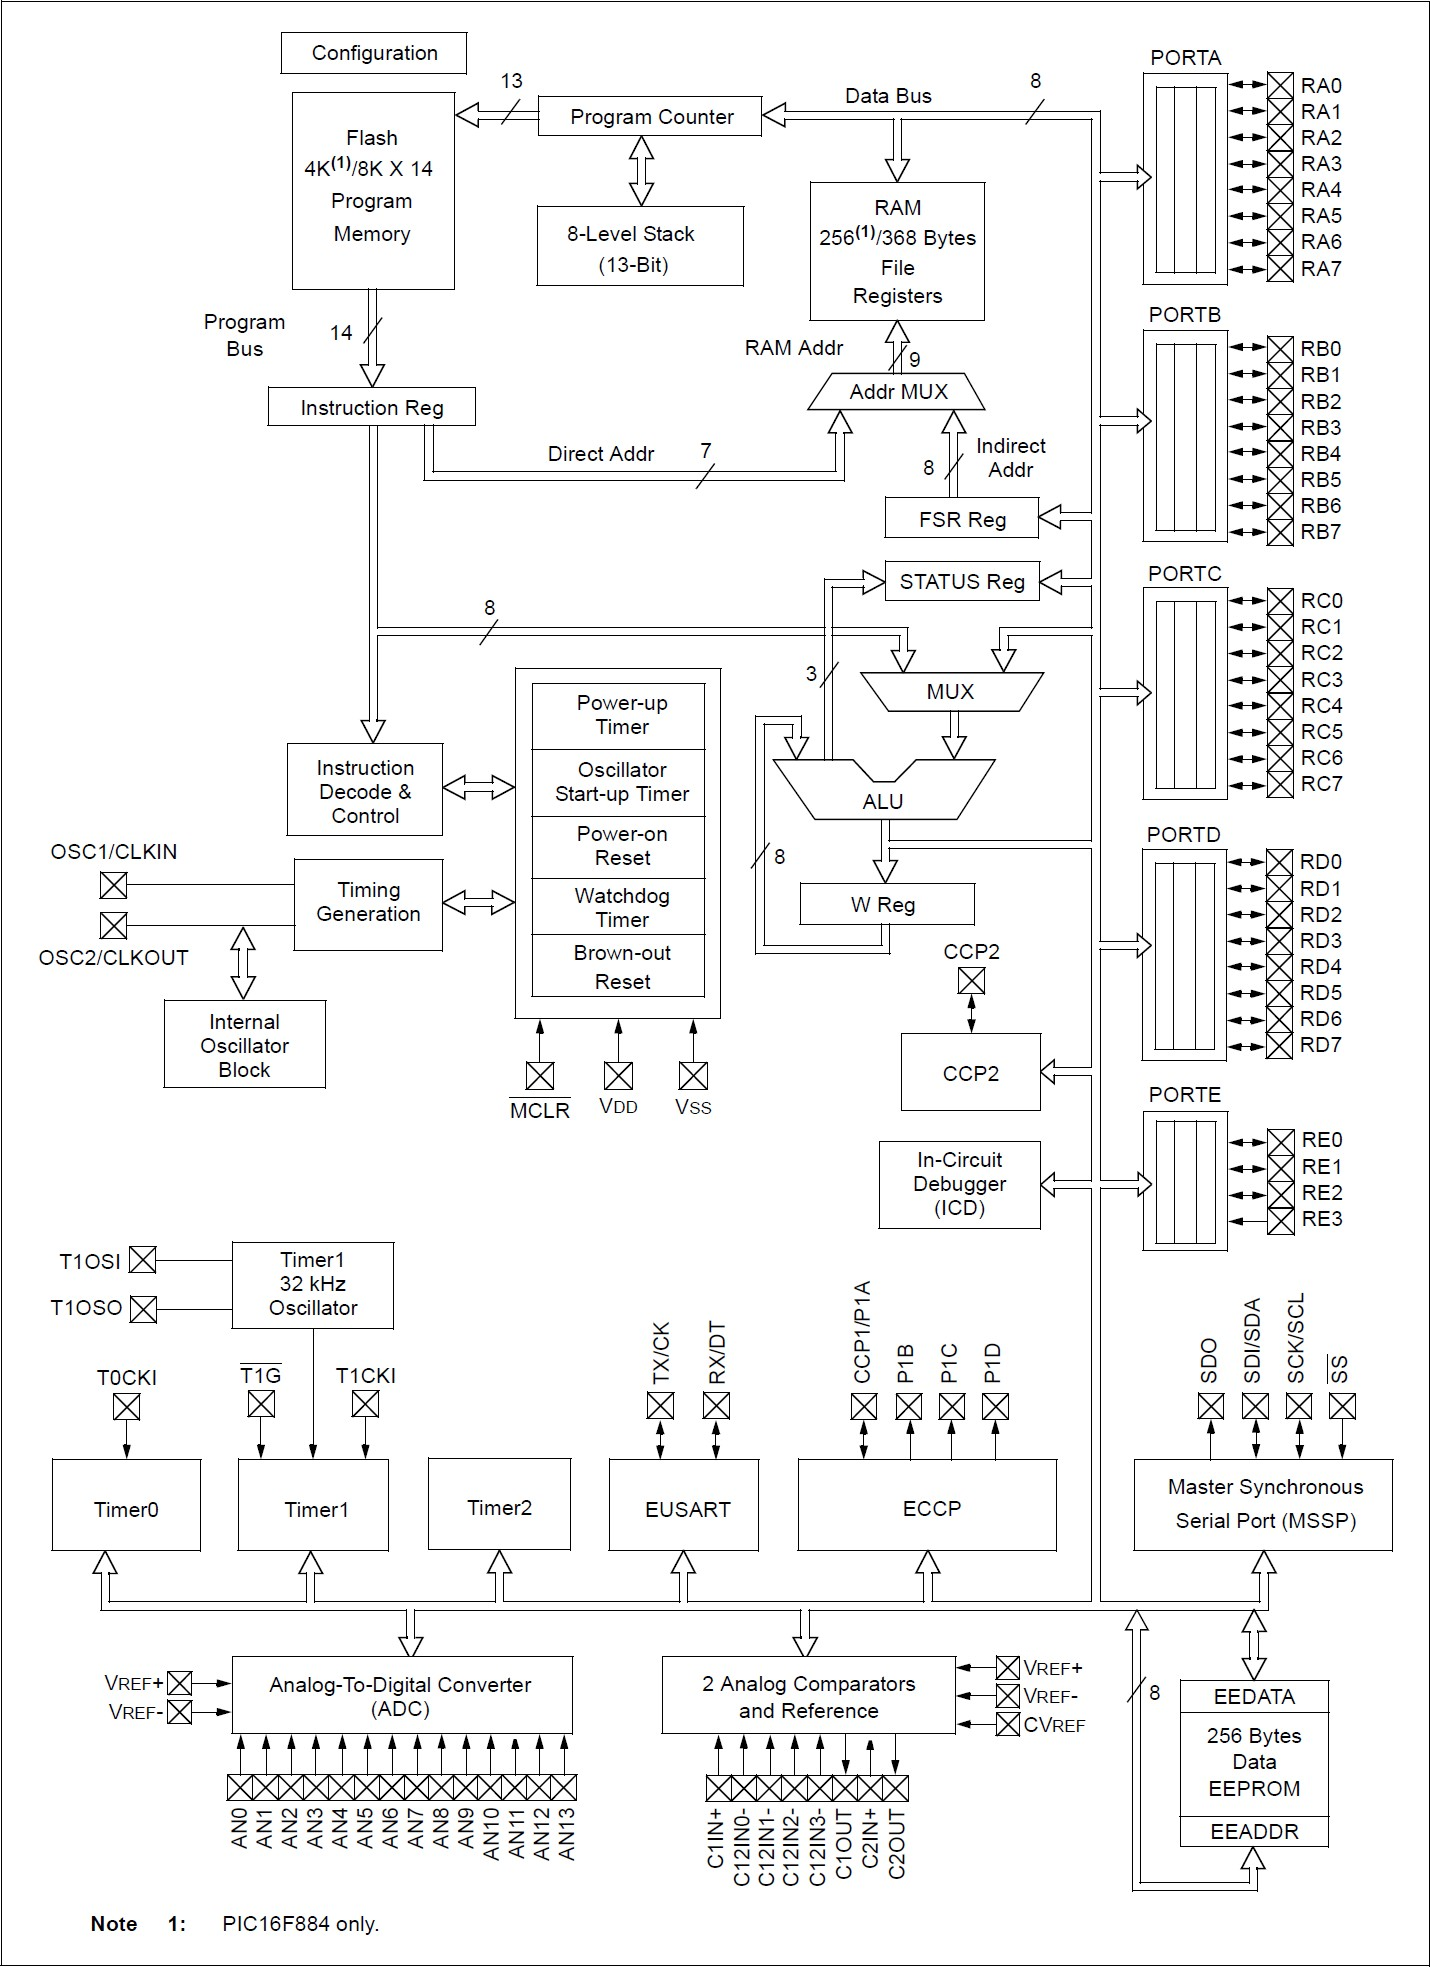 Configuration
13
Program Counter
Data Bus
8
Flash
4K(1)/8K X 14
Program
Memory
8-Level Stack
(13-Bit)
RAM
256(1)/368 Bytes
File
Registers
Program
Bus
14
RAM Addr
9
Addr MUX
Instruction Reg
Direct Addr
7
8
Indirect
Addr
FSR Reg
STATUS Reg
8
3
MUX
ALU
8
W Reg
Power-up
Timer
Oscillator
Start-up Timer
Power-on
Reset
Watchdog
Timer
Brown-out
Reset
Instruction
Decode &
Control
OSC1/CLKIN
Timing
Generation
OSC2/CLKOUT
Internal
Oscillator
Block
MCLR
VDD
VSS
CCP2
CCP2
In-Circuit
Debugger
(ICD)
PORTA
RA0
RA1
RA2
RA3
RA4
RA5
RA6
RA7
PORTB
RB0
RB1
RB2
RB3
RB4
RB5
RB6
RB7
PORTC
RC0
RC1
RC2
RC3
RC4
RC5
RC6
RC7
PORTD
RD0
RD1
RD2
RD3
RD4
RD5
RD6
RD7
PORTE
RE0
RE1
RE2
RE3
T1OSI
T1OSO
Timer1
32 kHz
Oscillator
T0CKI
T1G
T1CKI
TX/CK
RX/DT
CCP1/P1A
P1B
P1C
P1D
SDO
SDI/SDA
SCK/SCL
SS
Timer0
Timer1
Timer2
EUSART
ECCP
Master Synchronous
Serial Port (MSSP)
VREF+
VREF-
Analog-To-Digital Converter
(ADC)
AN0
AN1
AN2
AN3
AN4
AN5
AN6
AN7
AN8
AN9
AN10
AN11
AN12
AN13
2 Analog Comparators
and Reference
VREF+
VREF-
CVREF
C1IN+
C12IN0-
C12IN1-
C12IN2-
C12IN3-
C1OUT
C2IN+
C2OUT
8
EEDATA
256 Bytes
Data
EEPROM
EEADDR
Note 1: PIC16F884 only.